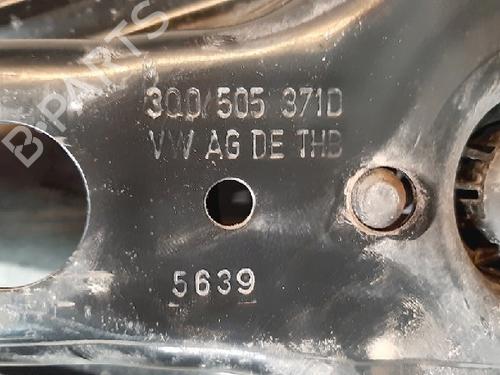 B-PARTS
3Q0 505 371D
VW AG DE THB
5639